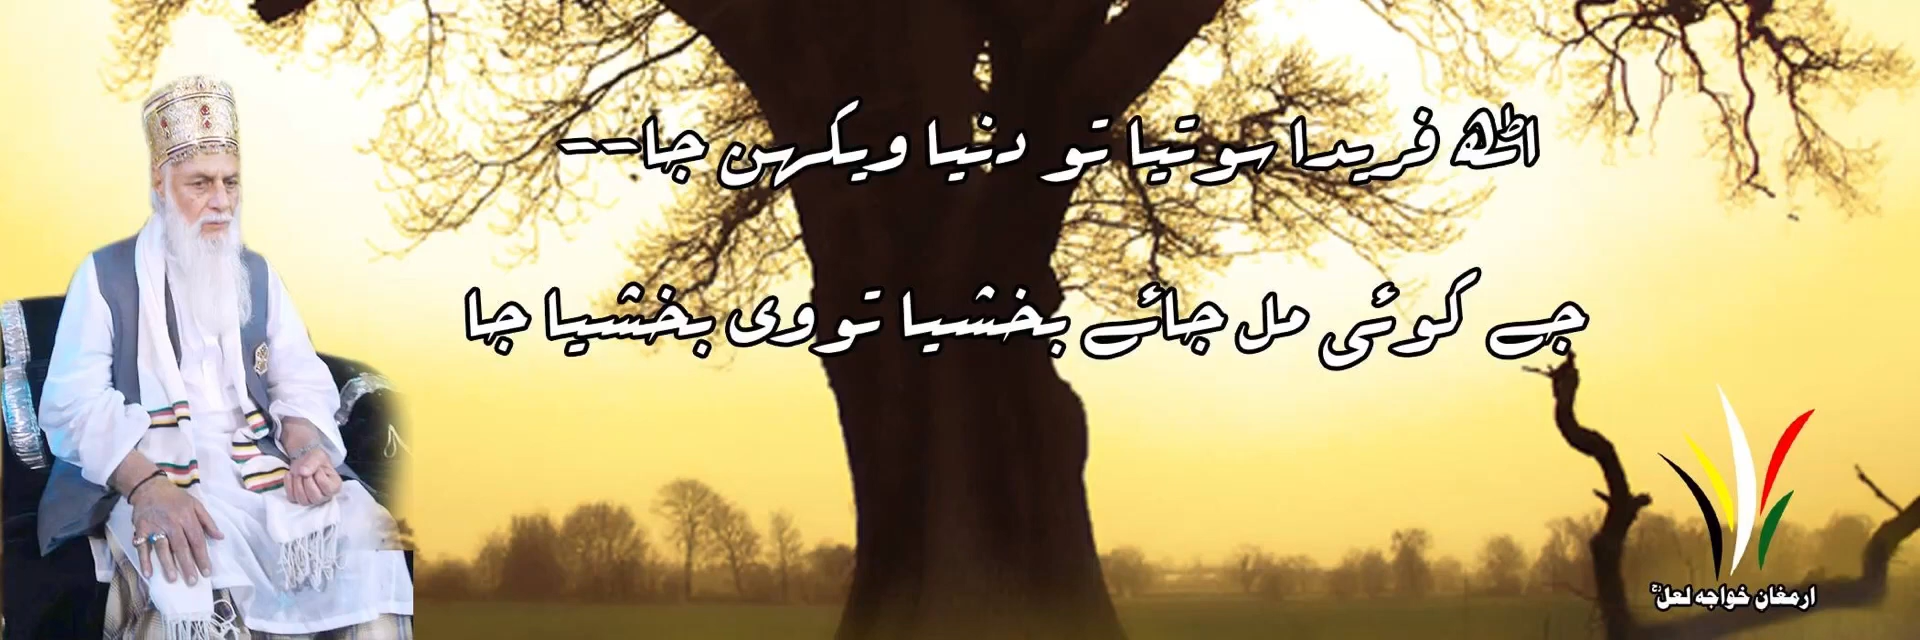 اٹھ فریدا سوتیا تو دنیا ویکھن جا--
جے کوئی مل جائے بخشیا تو وی بخشیا جا
ارمغان خواجہ لعلؒ